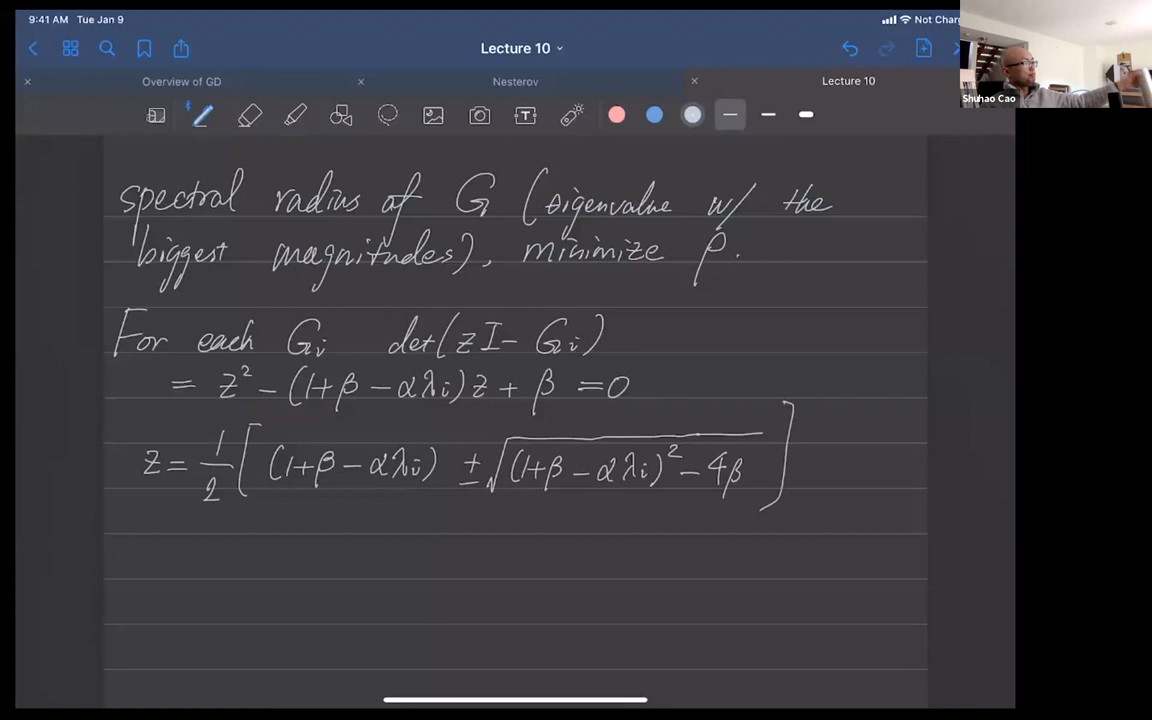 9:41 AM Tue Jan 9
Not Charg
Lecture 10
Overview of GD
Nesterov
Lecture 10
Shuhao Cao
spectral radius of G (eigenvalue w/ the
biggest magnitudes), minimize ρ.
For each Gᵢ det(zI - Gᵢ)
= z² - (1+β - αλᵢ)z + β = 0
z = 1/2 [(1+β - αλᵢ) ± √((1+β - αλᵢ)² - 4β)]